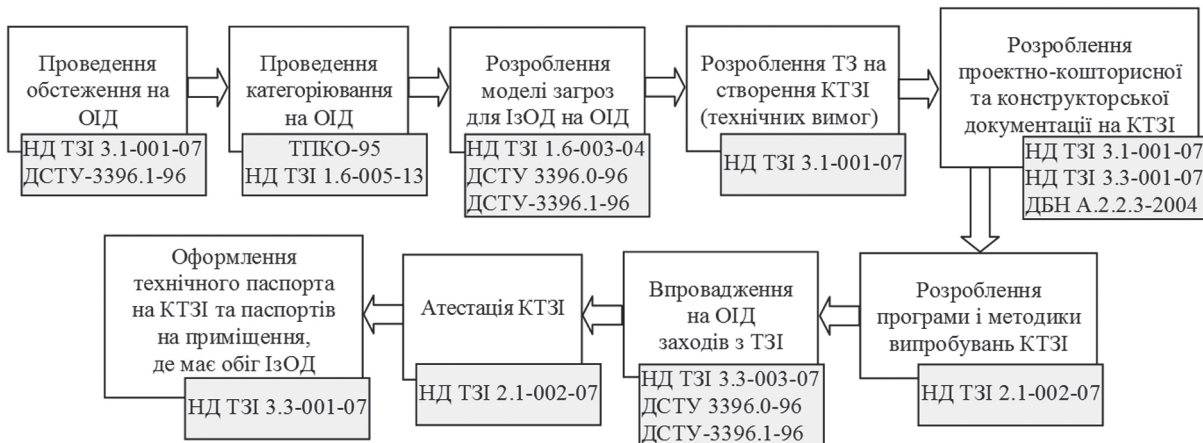 Проведення
обстеження на
ОІД
НД ТЗІ 3.1-001-07
ДСТУ-3396.1-96
Проведення
категоріювання
на ОІД
ТПКО-95
НД ТЗІ 1.6-005-13
Розроблення
моделі загроз
для ІзОД на ОІД
НД ТЗІ 1.6-003-04
ДСТУ 3396.0-96
ДСТУ-3396.1-96
Розроблення ТЗ на
створення КТЗІ
(технічних вимог)
НД ТЗІ 3.1-001-07
Розроблення
проектно-кошторисної
та конструкторської
документації на КТЗІ
НД ТЗІ 3.1-001-07
НД ТЗІ 3.3-001-07
ДБН А.2.2.3-2004
Розроблення
програми і методики
випробувань КТЗІ
НД ТЗІ 2.1-002-07
Впровадження
на ОІД
заходів з ТЗІ
НД ТЗІ 3.3-003-07
ДСТУ 3396.0-96
ДСТУ-3396.1-96
Атестація КТЗІ
НД ТЗІ 2.1-002-07
Оформлення
технічного паспорта
на КТЗІ та паспортів
на приміщення,
де має обіг ІзОД
НД ТЗІ 3.3-001-07